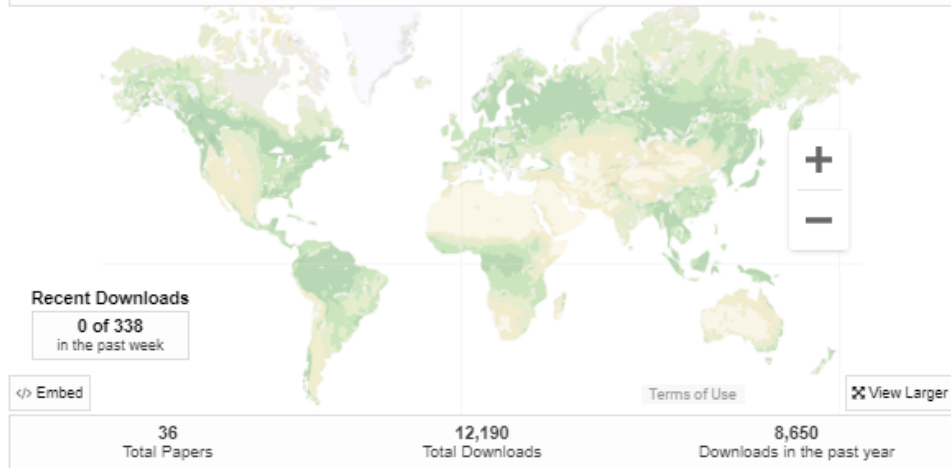 +
−
Recent Downloads
0 of 338
in the past week
</> Embed
Terms of Use
View Larger
36
Total Papers
12,190
Total Downloads
8,650
Downloads in the past year